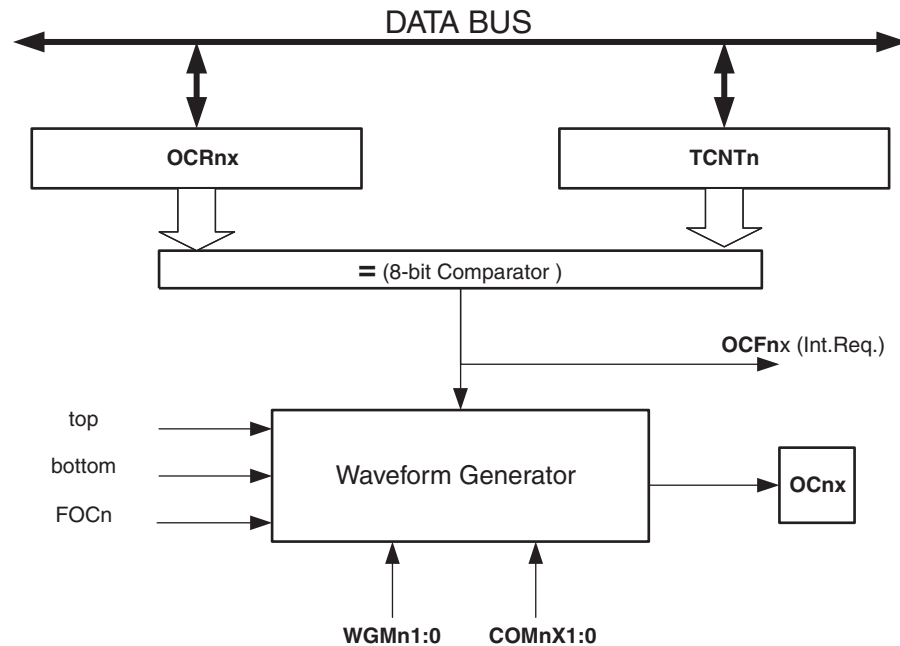 DATA BUS
OCRnx
TCNTn
= (8-bit Comparator )
OCFnx (Int.Req.)
top
bottom
FOCn
Waveform Generator
OCnx
WGMn1:0
COMnX1:0